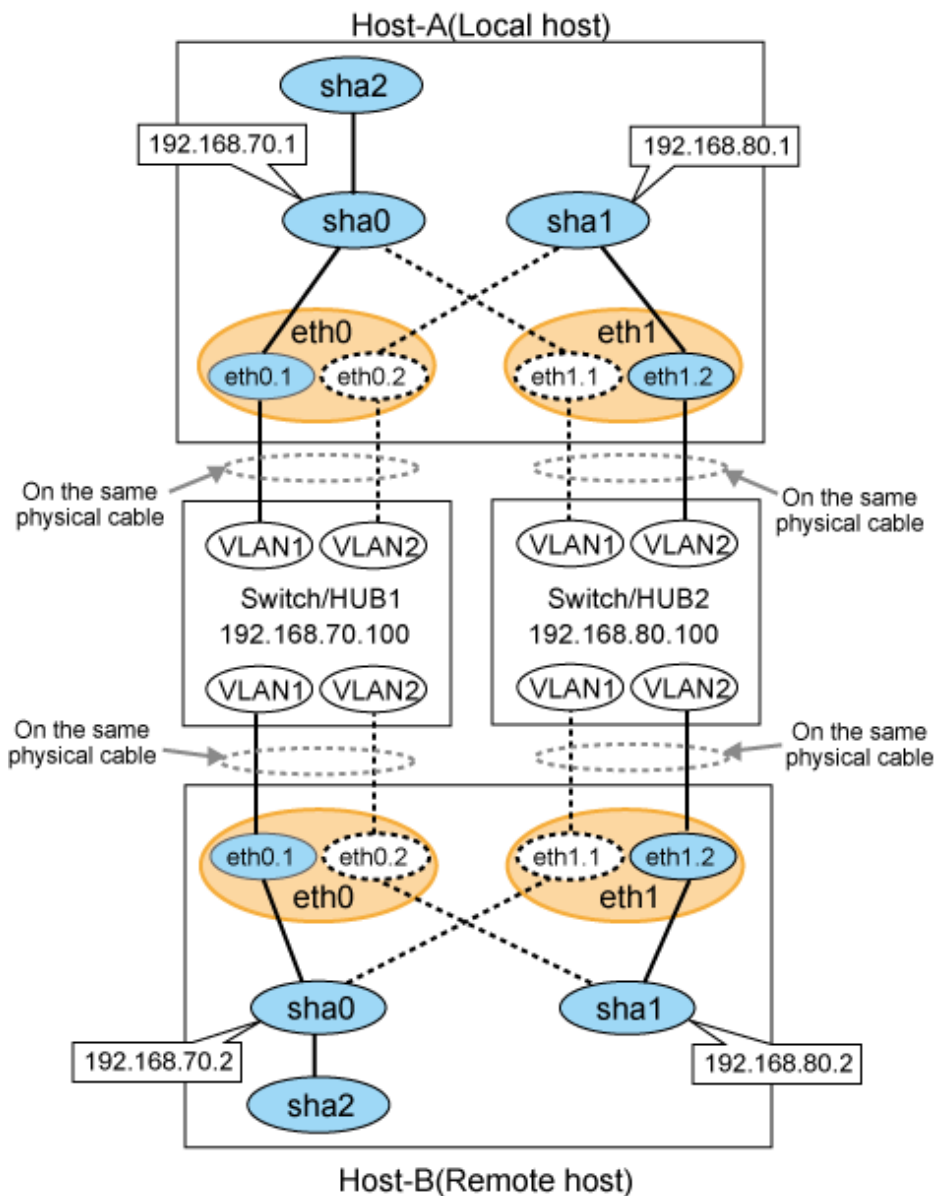 Host-A(Local host)
sha2
192.168.70.1
192.168.80.1
sha0
sha1
eth0
eth1
eth0.1
eth0.2
eth1.1
eth1.2
On the same
physical cable
On the same
physical cable
VLAN1
VLAN2
VLAN1
VLAN2
Switch/HUB1
192.168.70.100
Switch/HUB2
192.168.80.100
VLAN1
VLAN2
VLAN1
VLAN2
On the same
physical cable
On the same
physical cable
eth0.1
eth0.2
eth1.1
eth1.2
eth0
eth1
sha0
sha1
192.168.70.2
192.168.80.2
sha2
Host-B(Remote host)